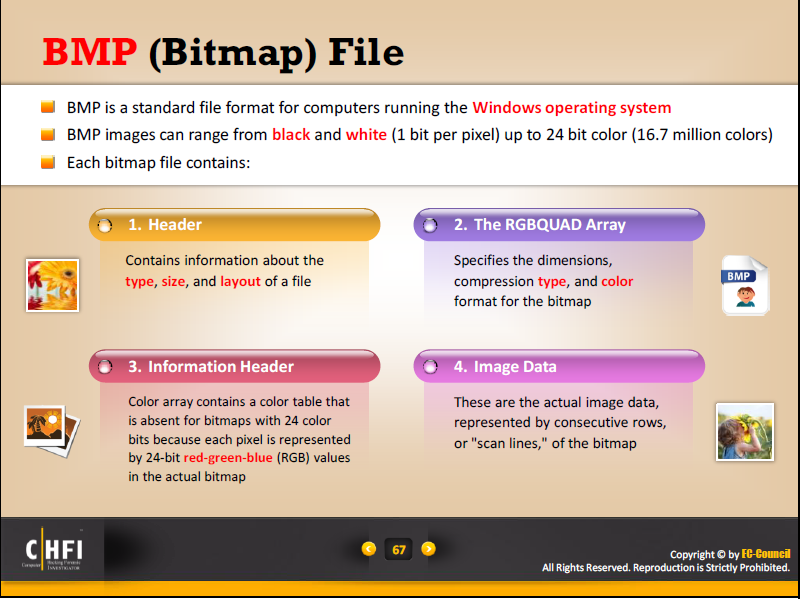 BMP (Bitmap) File
BMP is a standard file format for computers running the Windows operating system
BMP images can range from black and white (1 bit per pixel) up to 24 bit color (16.7 million colors)
Each bitmap file contains:
1. Header
Contains information about the
type, size, and layout of a file
2. The RGBQUAD Array
Specifies the dimensions,
compression type, and color
format for the bitmap
BMP
3. Information Header
Color array contains a color table that
is absent for bitmaps with 24 color
bits because each pixel is represented
by 24-bit red-green-blue (RGB) values
in the actual bitmap
4. Image Data
These are the actual image data,
represented by consecutive rows,
or "scan lines," of the bitmap
CHFI
Computer Hacking Forensic
INVESTIGATOR
67
Copyright © by EC-Council
All Rights Reserved. Reproduction is Strictly Prohibited.